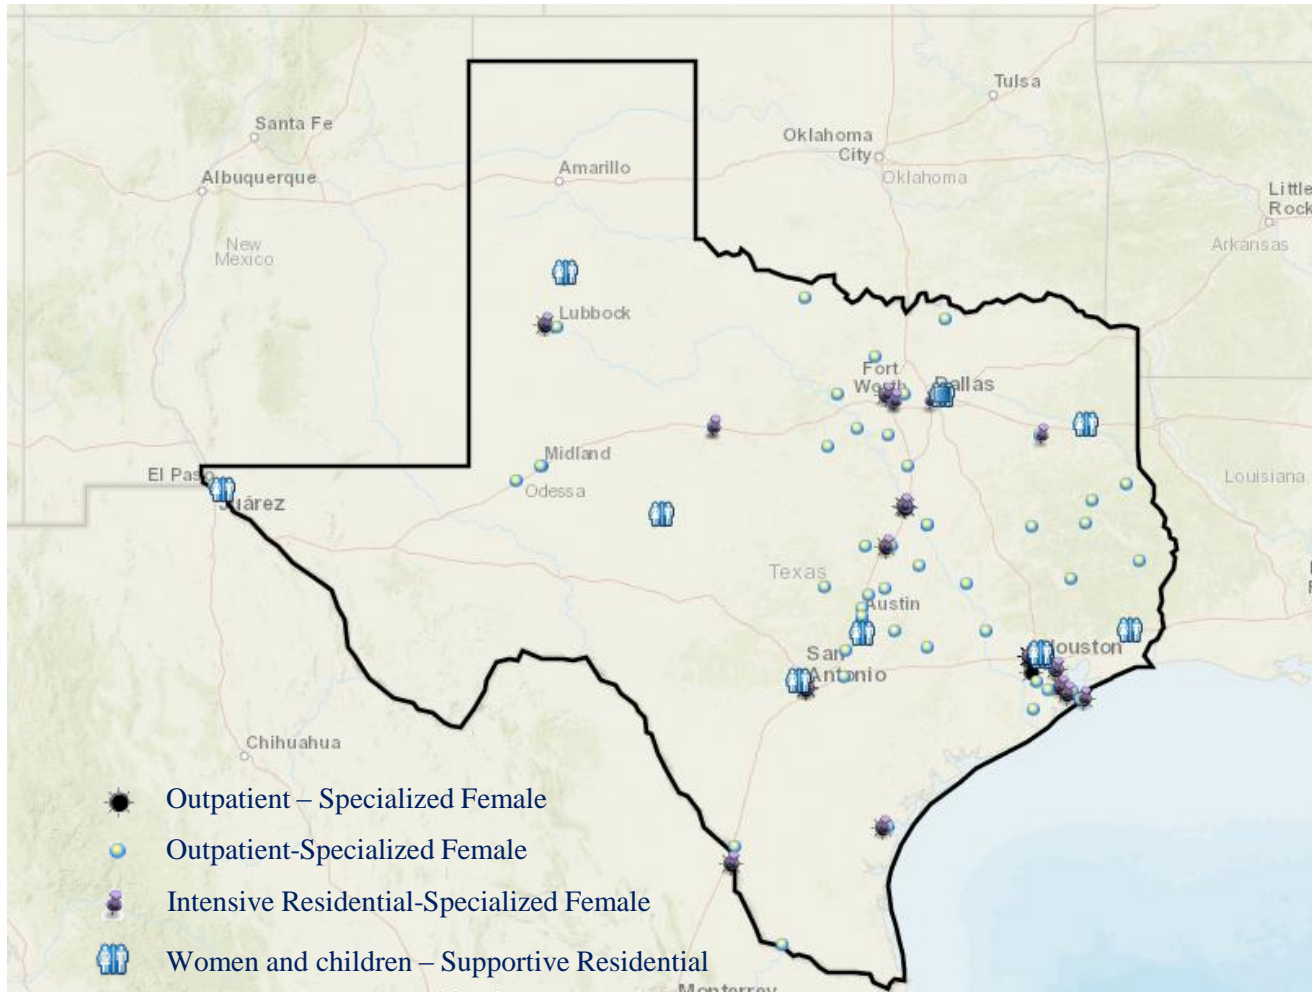 Tulsa
Santa Fe
Oklahoma
City
Albuquerque
Amarillo
Oklahoma
Little
Rock
New
Mexico
Arkansas
Lubbock
Fort
Worth
Dallas
El Paso
Midland
Juárez
Odessa
Louisiana
Texas
Austin
San
Antonio
Houston
Chihuahua
Outpatient – Specialized Female
Outpatient-Specialized Female
Intensive Residential-Specialized Female
Women and children – Supportive Residential
Monterrey